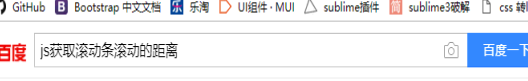 GitHub Bootstrap 中文文档 乐淘 UI组件 · MUI sublime插件 简 sublime3破解 css 转
百度 js获取滚动条滚动的距离 百度一下